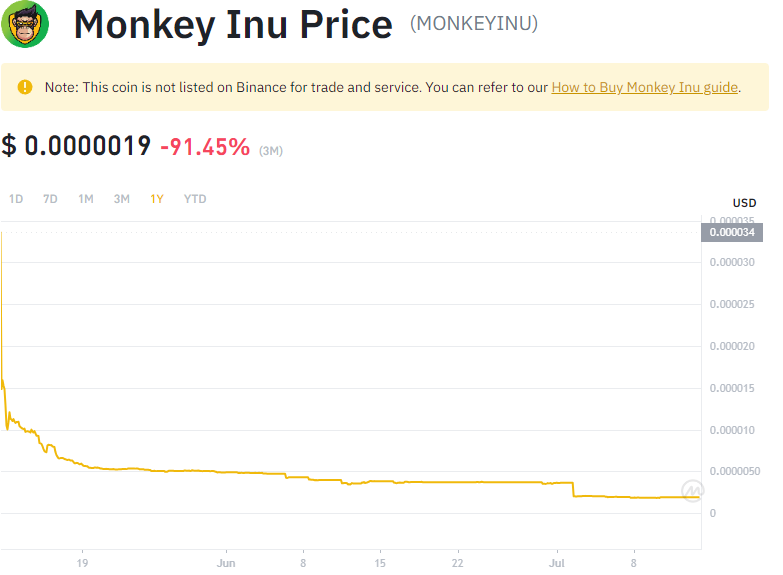 Monkey Inu Price (MONKEYINU)
Note: This coin is not listed on Binance for trade and service. You can refer to our How to Buy Monkey Inu guide.
$ 0.0000019 -91.45% (3M)
1D 7D 1M 3M 1Y YTD
USD
0.000035
0.000034
0.000030
0.000025
0.000020
0.000015
0.000010
0.0000050
0
19 Jun 8 15 22 Jul 8